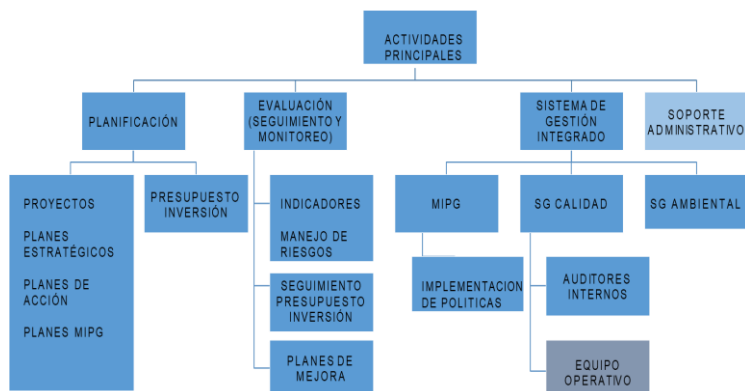 ACTIVIDADES
PRINCIPALES
PLANIFICACIÓN
EVALUACIÓN
(SEGUIMIENTO Y
MONITOREO)
SISTEMA DE
GESTIÓN
INTEGRADO
SOPORTE
ADMINISTRATIVO
PROYECTOS
PLANES
ESTRATÉGICOS
PLANES DE
ACCIÓN
PLANES MIPG
PRESUPUESTO
INVERSIÓN
INDICADORES
MANEJO DE
RIESGOS
SEGUIMIENTO
PRESUPUESTO
INVERSIÓN
PLANES DE
MEJORA
MIPG
IMPLEMENTACION
DE POLITICAS
SG CALIDAD
AUDITORES
INTERNOS
EQUIPO
OPERATIVO
SG AMBIENTAL